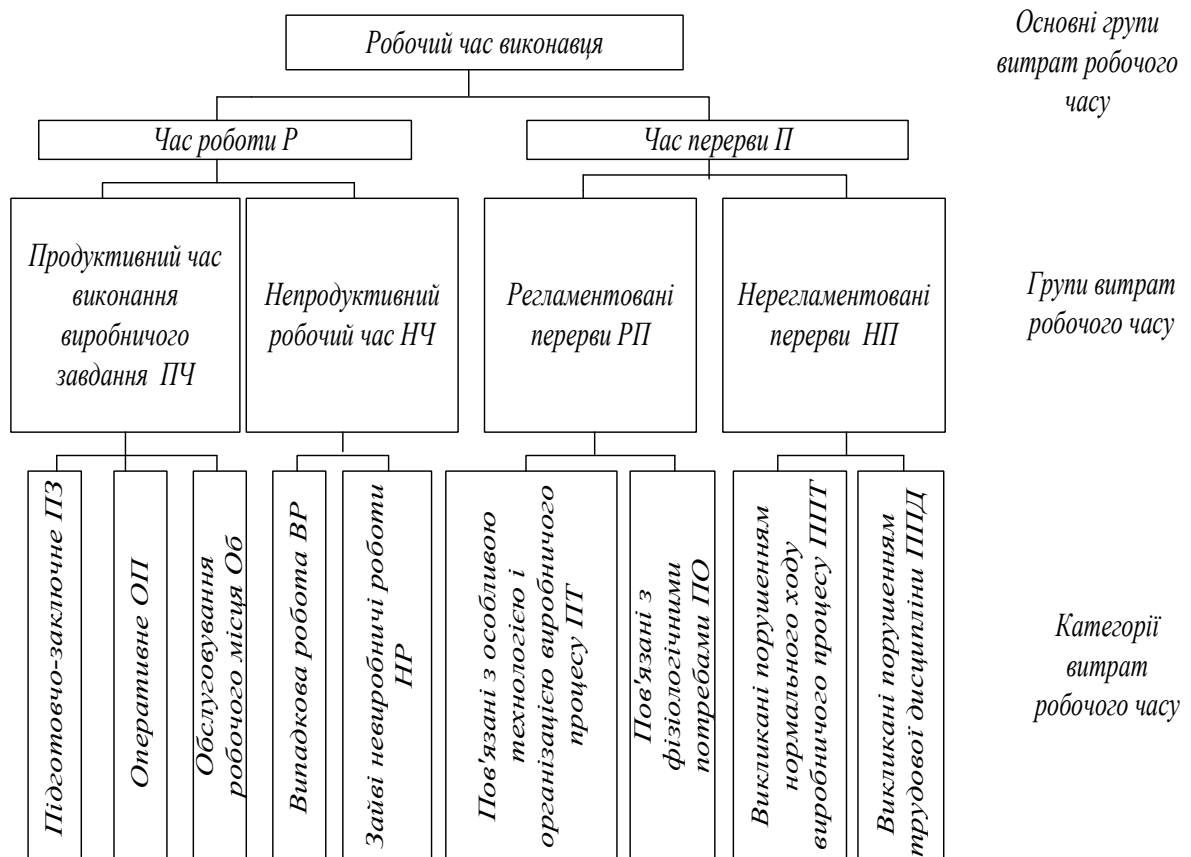 Робочий час виконавця
Основні групи
витрат робочого
часу
Час роботи Р
Час перерви П
Продуктивний час
виконання
виробничого
завдання ПЧ
Непродуктивний
робочий час НЧ
Регламентовані
перерви РП
Нерегламентовані
перерви НП
Групи витрат
робочого часу
Підготовчо-заключне ПЗ
Оперативне ОП
Обслуговування
робочого місця Об
Випадкова робота ВР
Зайві невиробничі роботи
НР
Пов'язані з особливою
технологією і
організацією виробничого
процесу ПТ
Пов'язані з
фізіологічними
потребами ПО
Викликані порушенням
нормального ходу
виробничого процесу ППТ
Викликані порушенням
трудової дисципліни ППД
Категорії
витрат
робочого часу